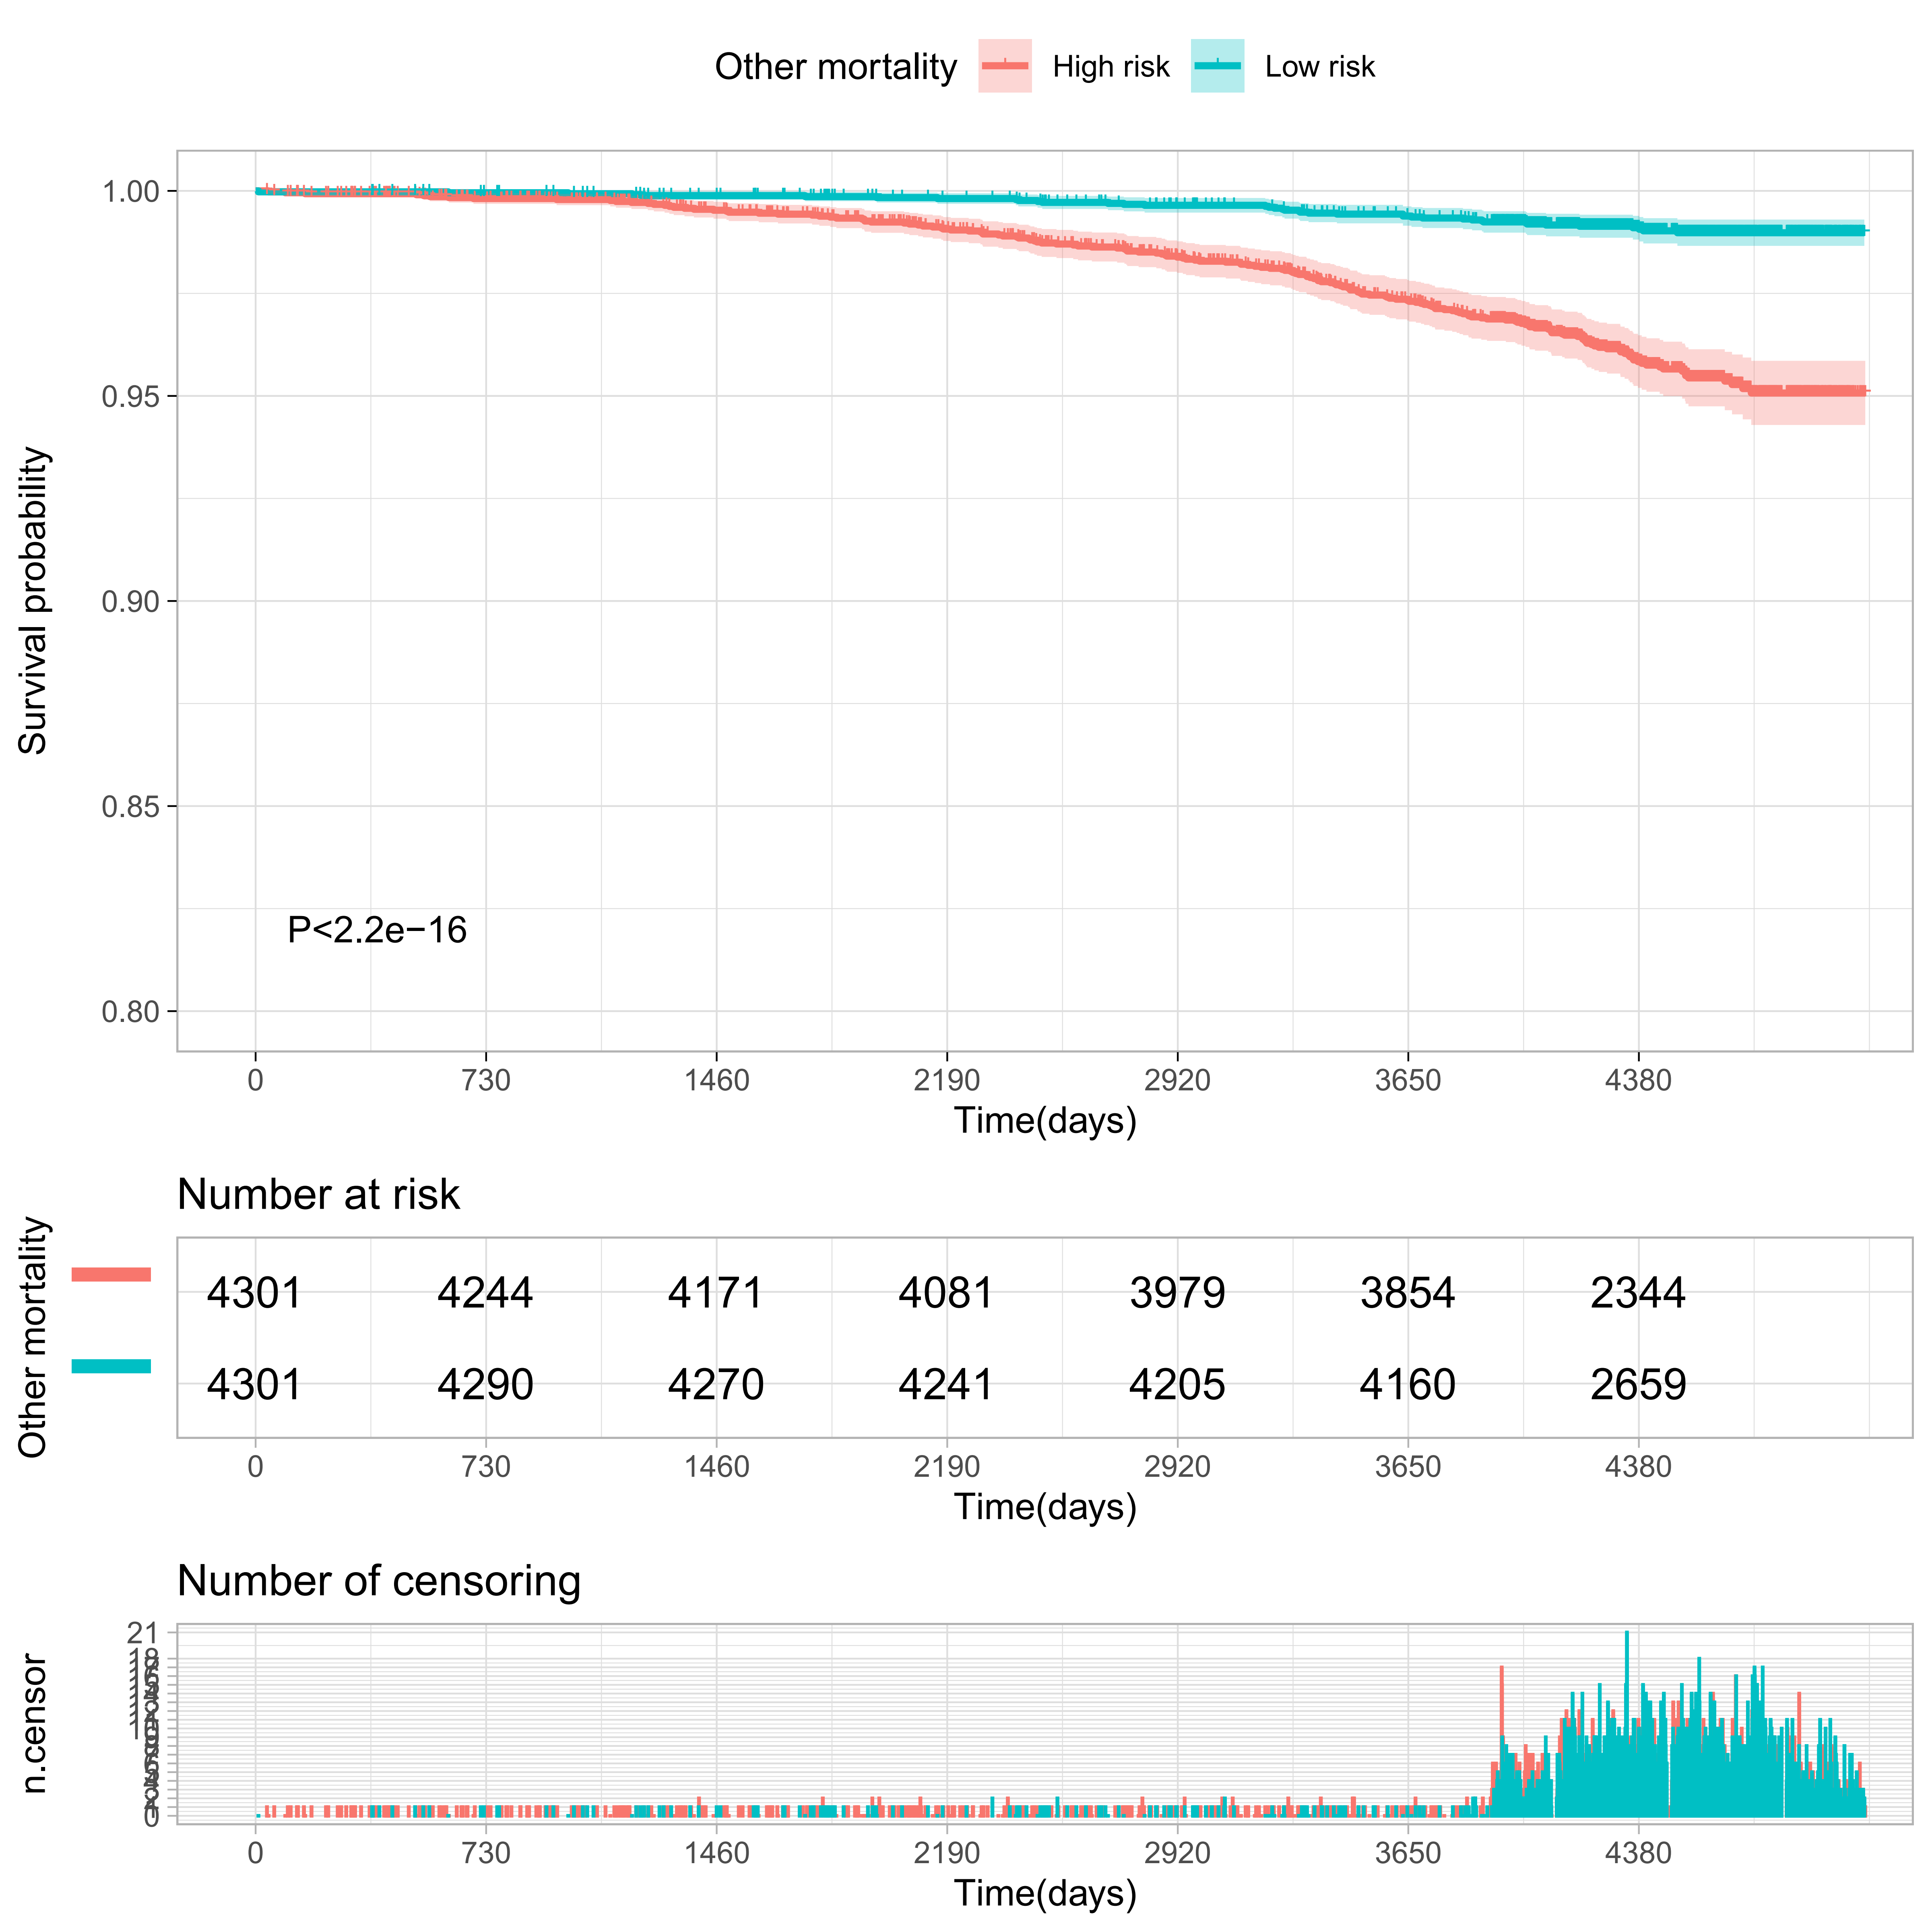 Other mortality High risk Low risk
1.00
0.95
0.90
0.85
0.80
Survival probability
P<2.2e−16
0 730 1460 2190 2920 3650 4380
Time(days)
Number at risk
Other mortality
4301 4244 4171 4081 3979 3854 2344
4301 4290 4270 4241 4205 4160 2659
0 730 1460 2190 2920 3650 4380
Time(days)
Number of censoring
n.censor
21
18
0
0 730 1460 2190 2920 3650 4380
Time(days)